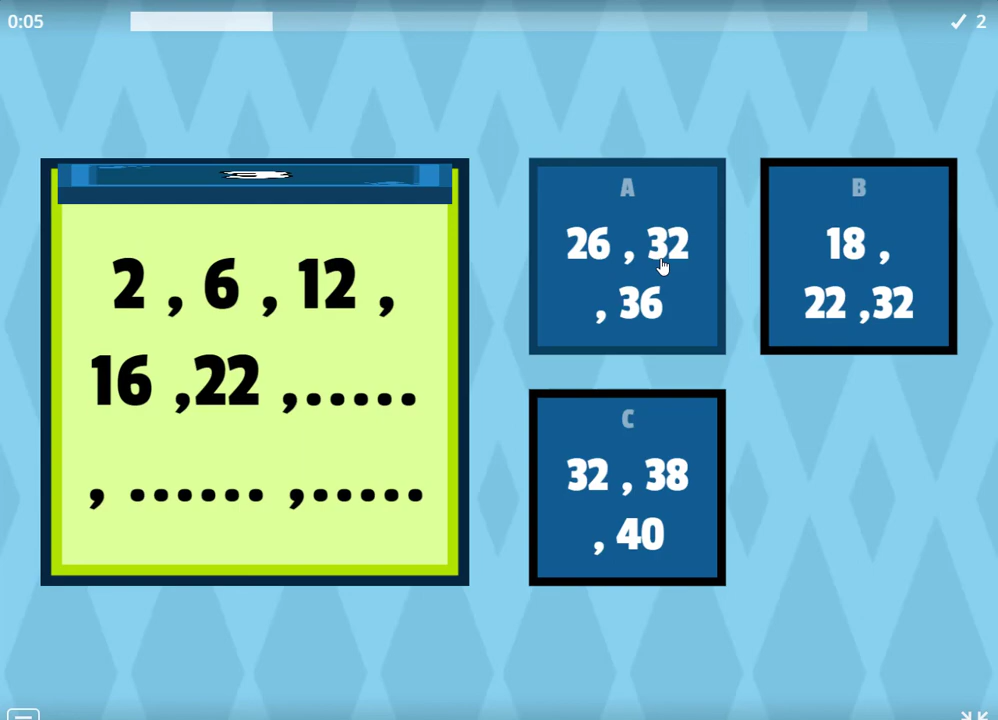 0:05
✓ 2
2 , 6 , 12 ,
16 ,22 ,.....
, ...... ,......
A
26 , 32
, 36
B
18 ,
22 ,32
C
32 , 38
, 40